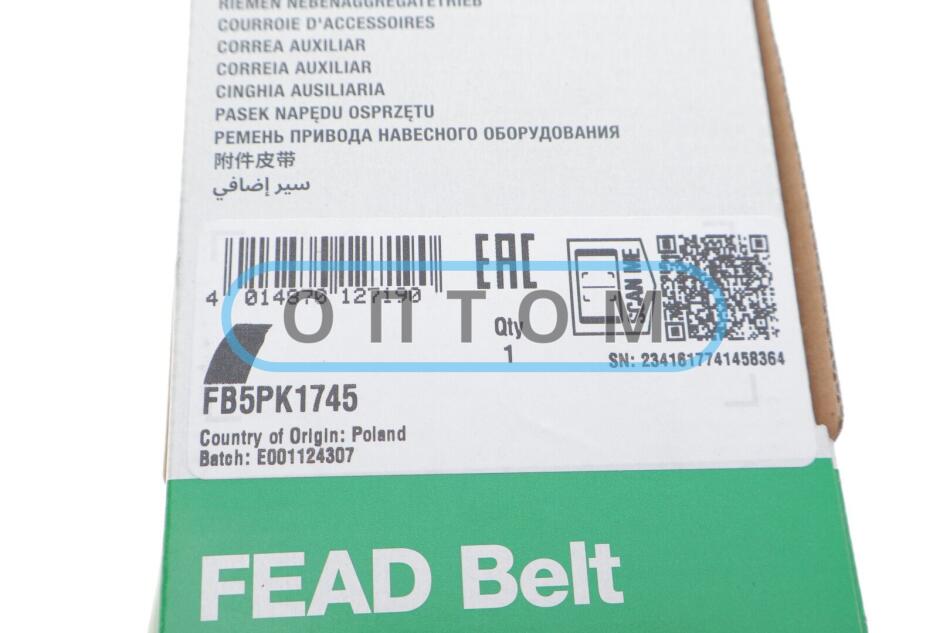 RIEMEN NEBENAGGREGATETRIEB
COURROIE D'ACCESSOIRES
CORREA AUXILIAR
CORREIA AUXILIAR
CINGHIA AUSILIARIA
PASEK NAPĘDU OSPRZĘTU
РЕМЕНЬ ПРИВОДА НАВЕСНОГО ОБОРУДОВАНИЯ
附件皮带
سير إضافي
EAC
SCAN ME
4 014870 127190
ОПТОМ
Qty
1
SN: 2341617741458364
FB5PK1745
Country of Origin: Poland
Batch: E001124307
FEAD Belt